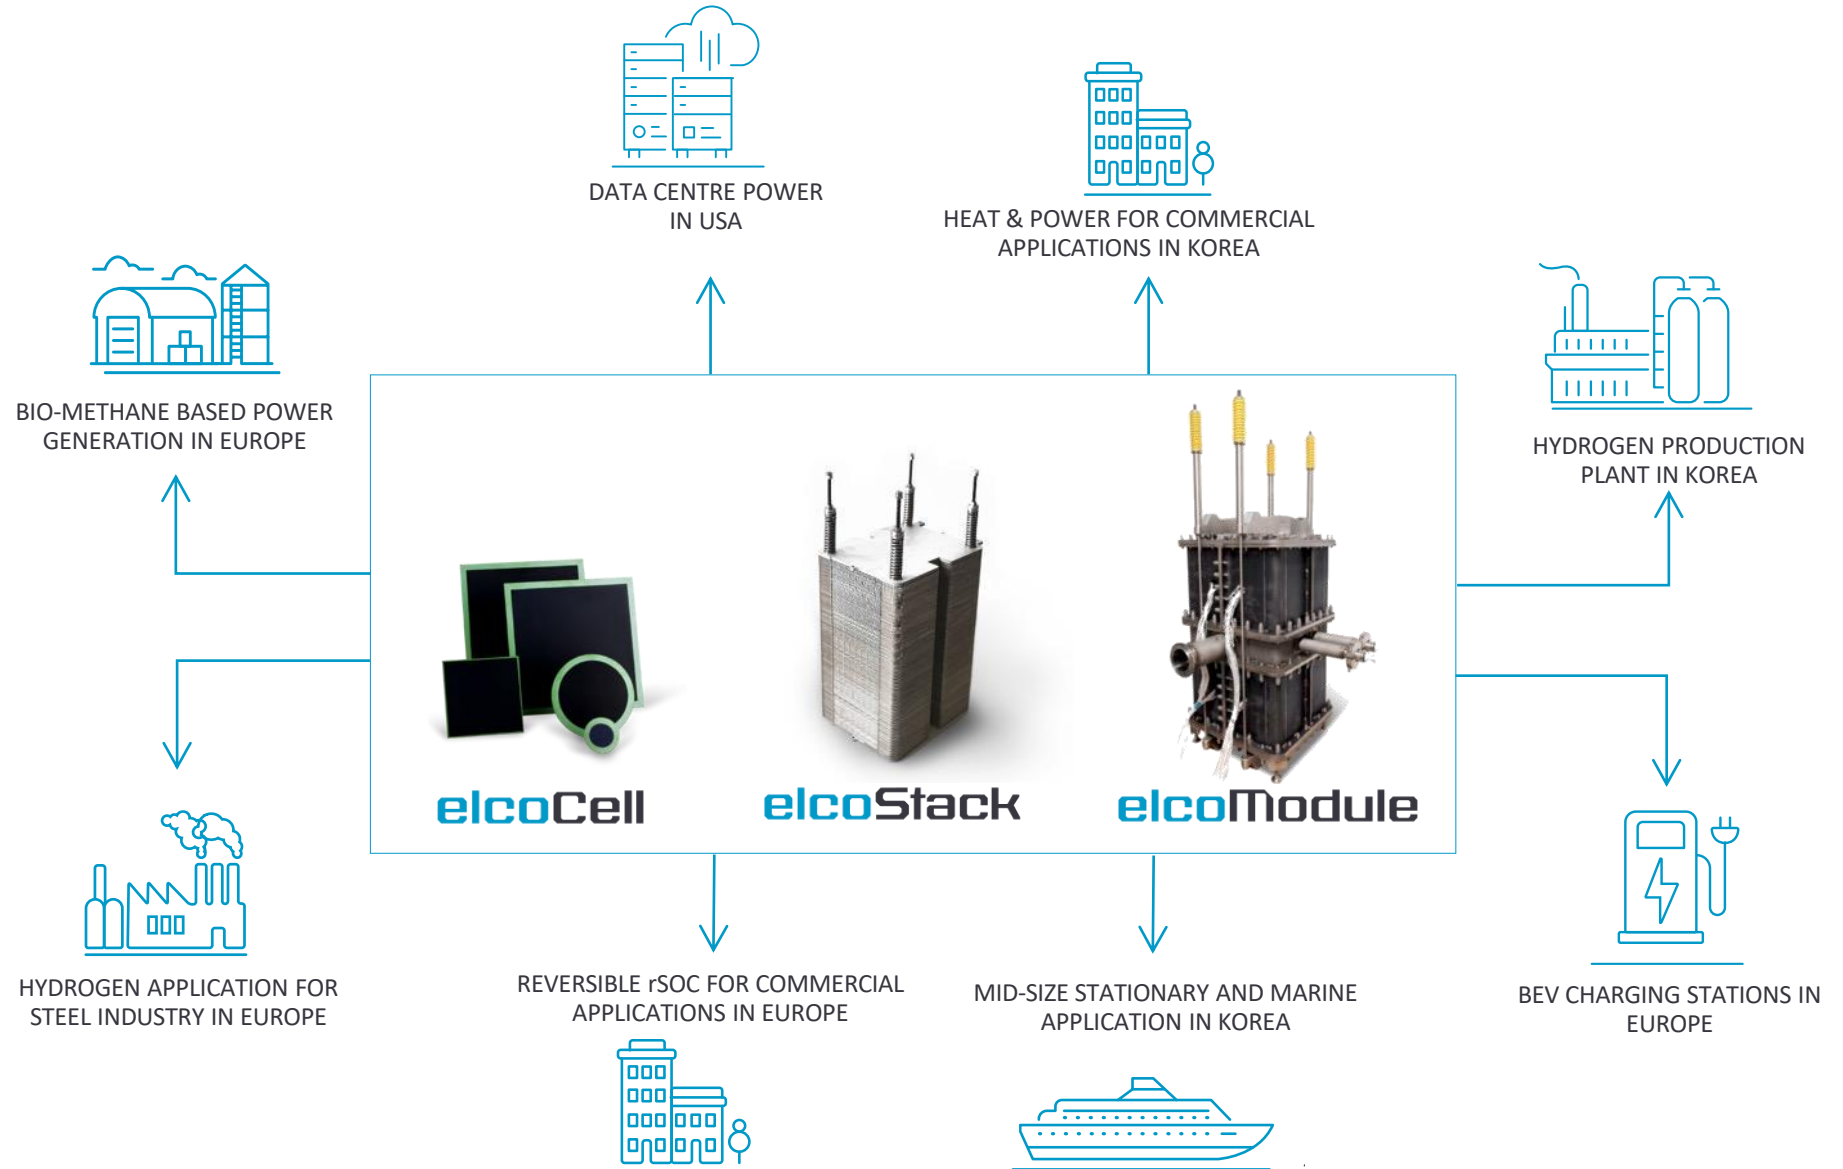 DATA CENTRE POWER
IN USA
HEAT & POWER FOR COMMERCIAL
APPLICATIONS IN KOREA
BIO-METHANE BASED POWER
GENERATION IN EUROPE
HYDROGEN PRODUCTION
PLANT IN KOREA
elcoCell
elcoStack
elcoModule
HYDROGEN APPLICATION FOR
STEEL INDUSTRY IN EUROPE
REVERSIBLE rSOC FOR COMMERCIAL
APPLICATIONS IN EUROPE
MID-SIZE STATIONARY AND MARINE
APPLICATION IN KOREA
BEV CHARGING STATIONS IN
EUROPE